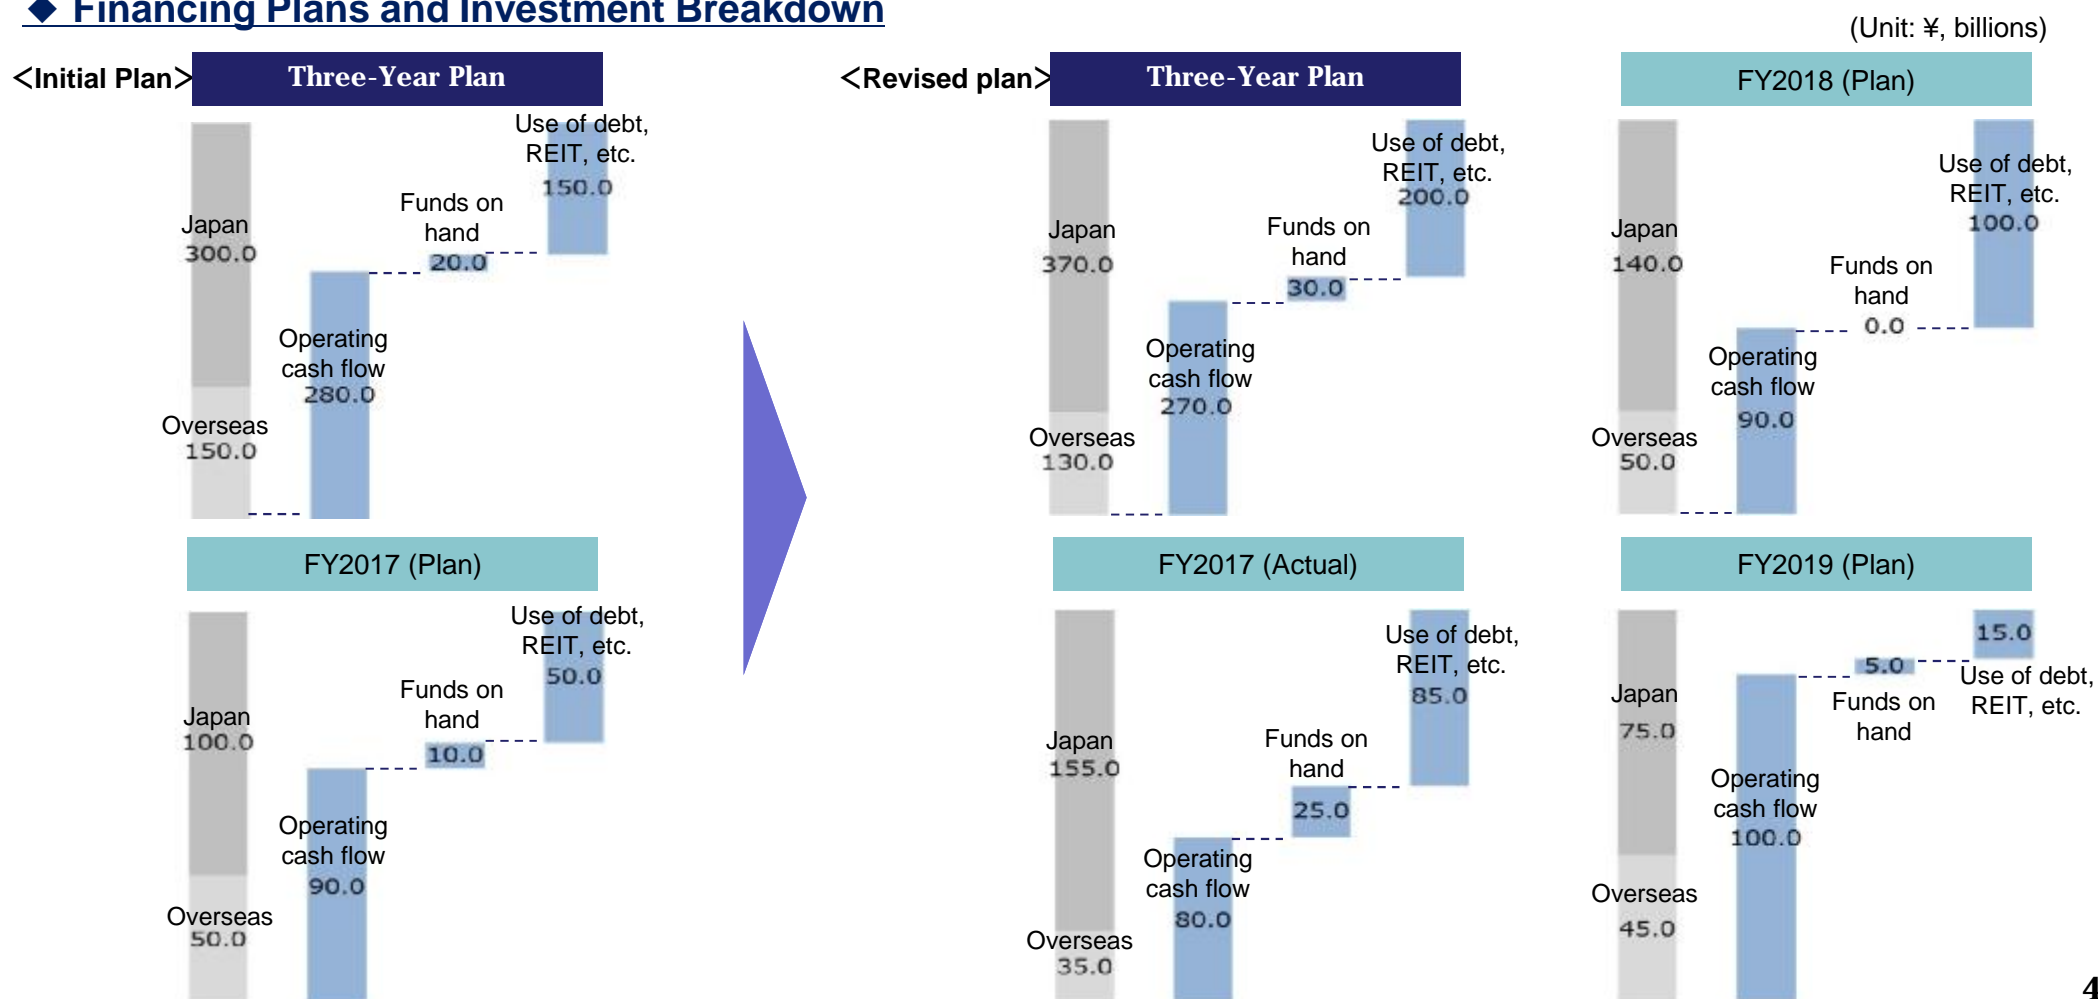 ◆ Financing Plans and Investment Breakdown
(Unit: ¥, billions)
<Initial Plan>
Three-Year Plan
Use of debt,
REIT, etc.
150.0
Funds on
hand
20.0
Japan
300.0
Operating
cash flow
280.0
Overseas
150.0
FY2017 (Plan)
Use of debt,
REIT, etc.
50.0
Funds on
hand
10.0
Japan
100.0
Operating
cash flow
90.0
Overseas
50.0
<Revised plan>
Three-Year Plan
Use of debt,
REIT, etc.
200.0
Funds on
hand
30.0
Japan
370.0
Operating
cash flow
270.0
Overseas
130.0
FY2018 (Plan)
Use of debt,
REIT, etc.
100.0
Japan
140.0
Funds on
hand
0.0
Operating
cash flow
90.0
Overseas
50.0
FY2017 (Actual)
Use of debt,
REIT, etc.
85.0
Japan
155.0
Funds on
hand
25.0
Operating
cash flow
80.0
Overseas
35.0
FY2019 (Plan)
15.0
Use of debt,
REIT, etc.
5.0
Funds on
hand
Japan
75.0
Operating
cash flow
100.0
Overseas
45.0
4